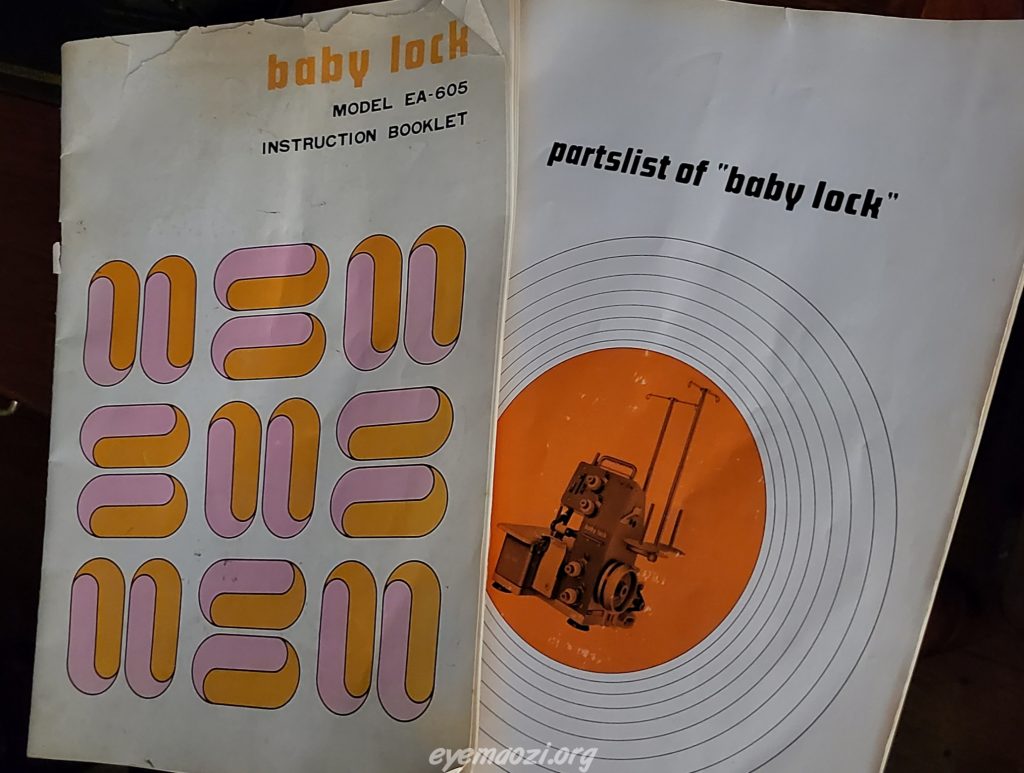 baby lock
MODEL EA-605
INSTRUCTION BOOKLET
partslist of "baby lock"
eyemaozi.org